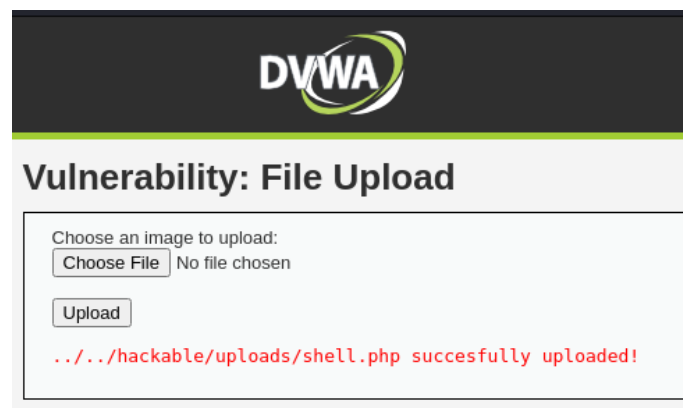 DVWA
Vulnerability: File Upload
Choose an image to upload:
Choose File No file chosen
Upload
../../hackable/uploads/shell.php succesfully uploaded!